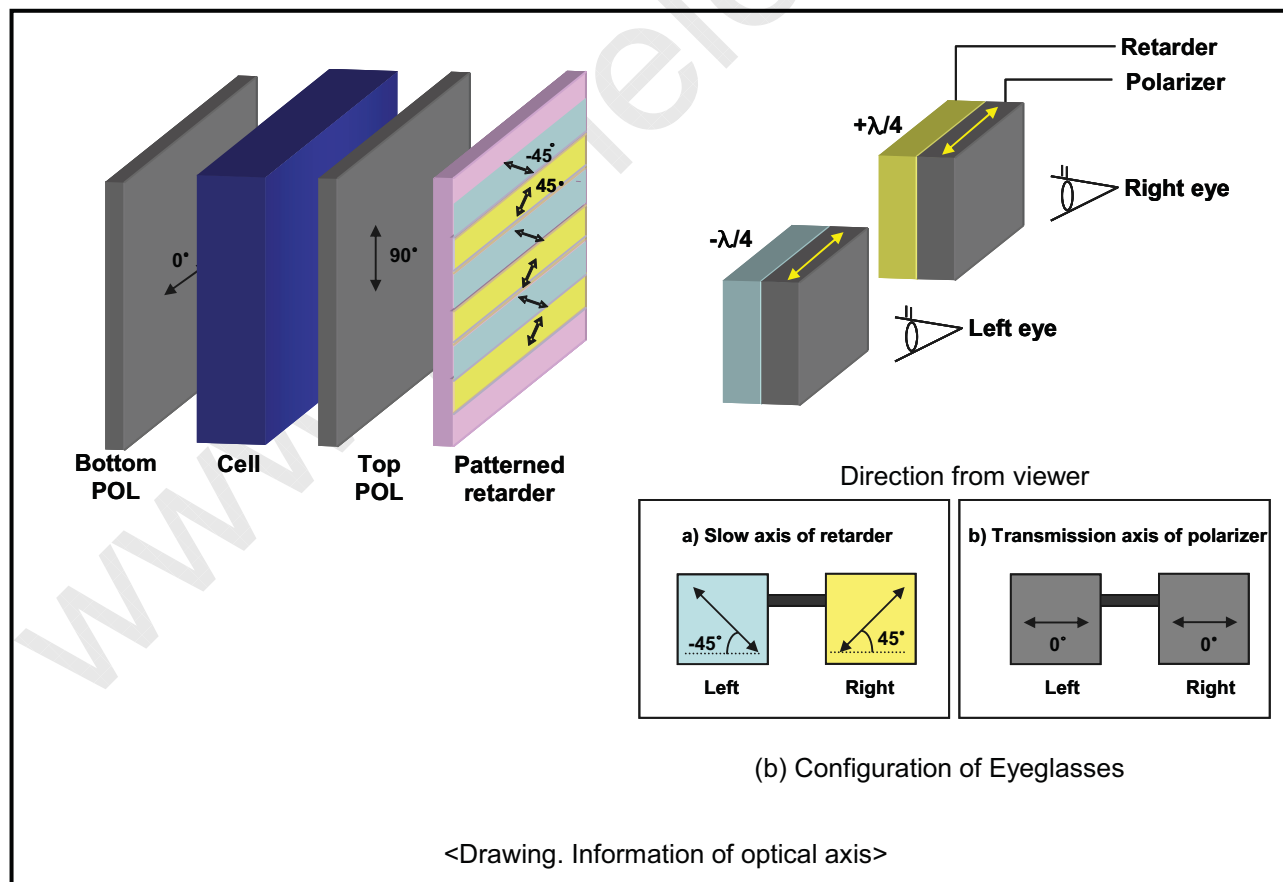 Retarder
Polarizer
+λ/4
Right eye
-λ/4
Left eye
-45°
45°
0°
90°
Bottom
POL
Cell
Top
POL
Patterned
retarder
Direction from viewer
a) Slow axis of retarder
-45°
45°
Left
Right
b) Transmission axis of polarizer
0°
0°
Left
Right
(b) Configuration of Eyeglasses
<Drawing. Information of optical axis>
www